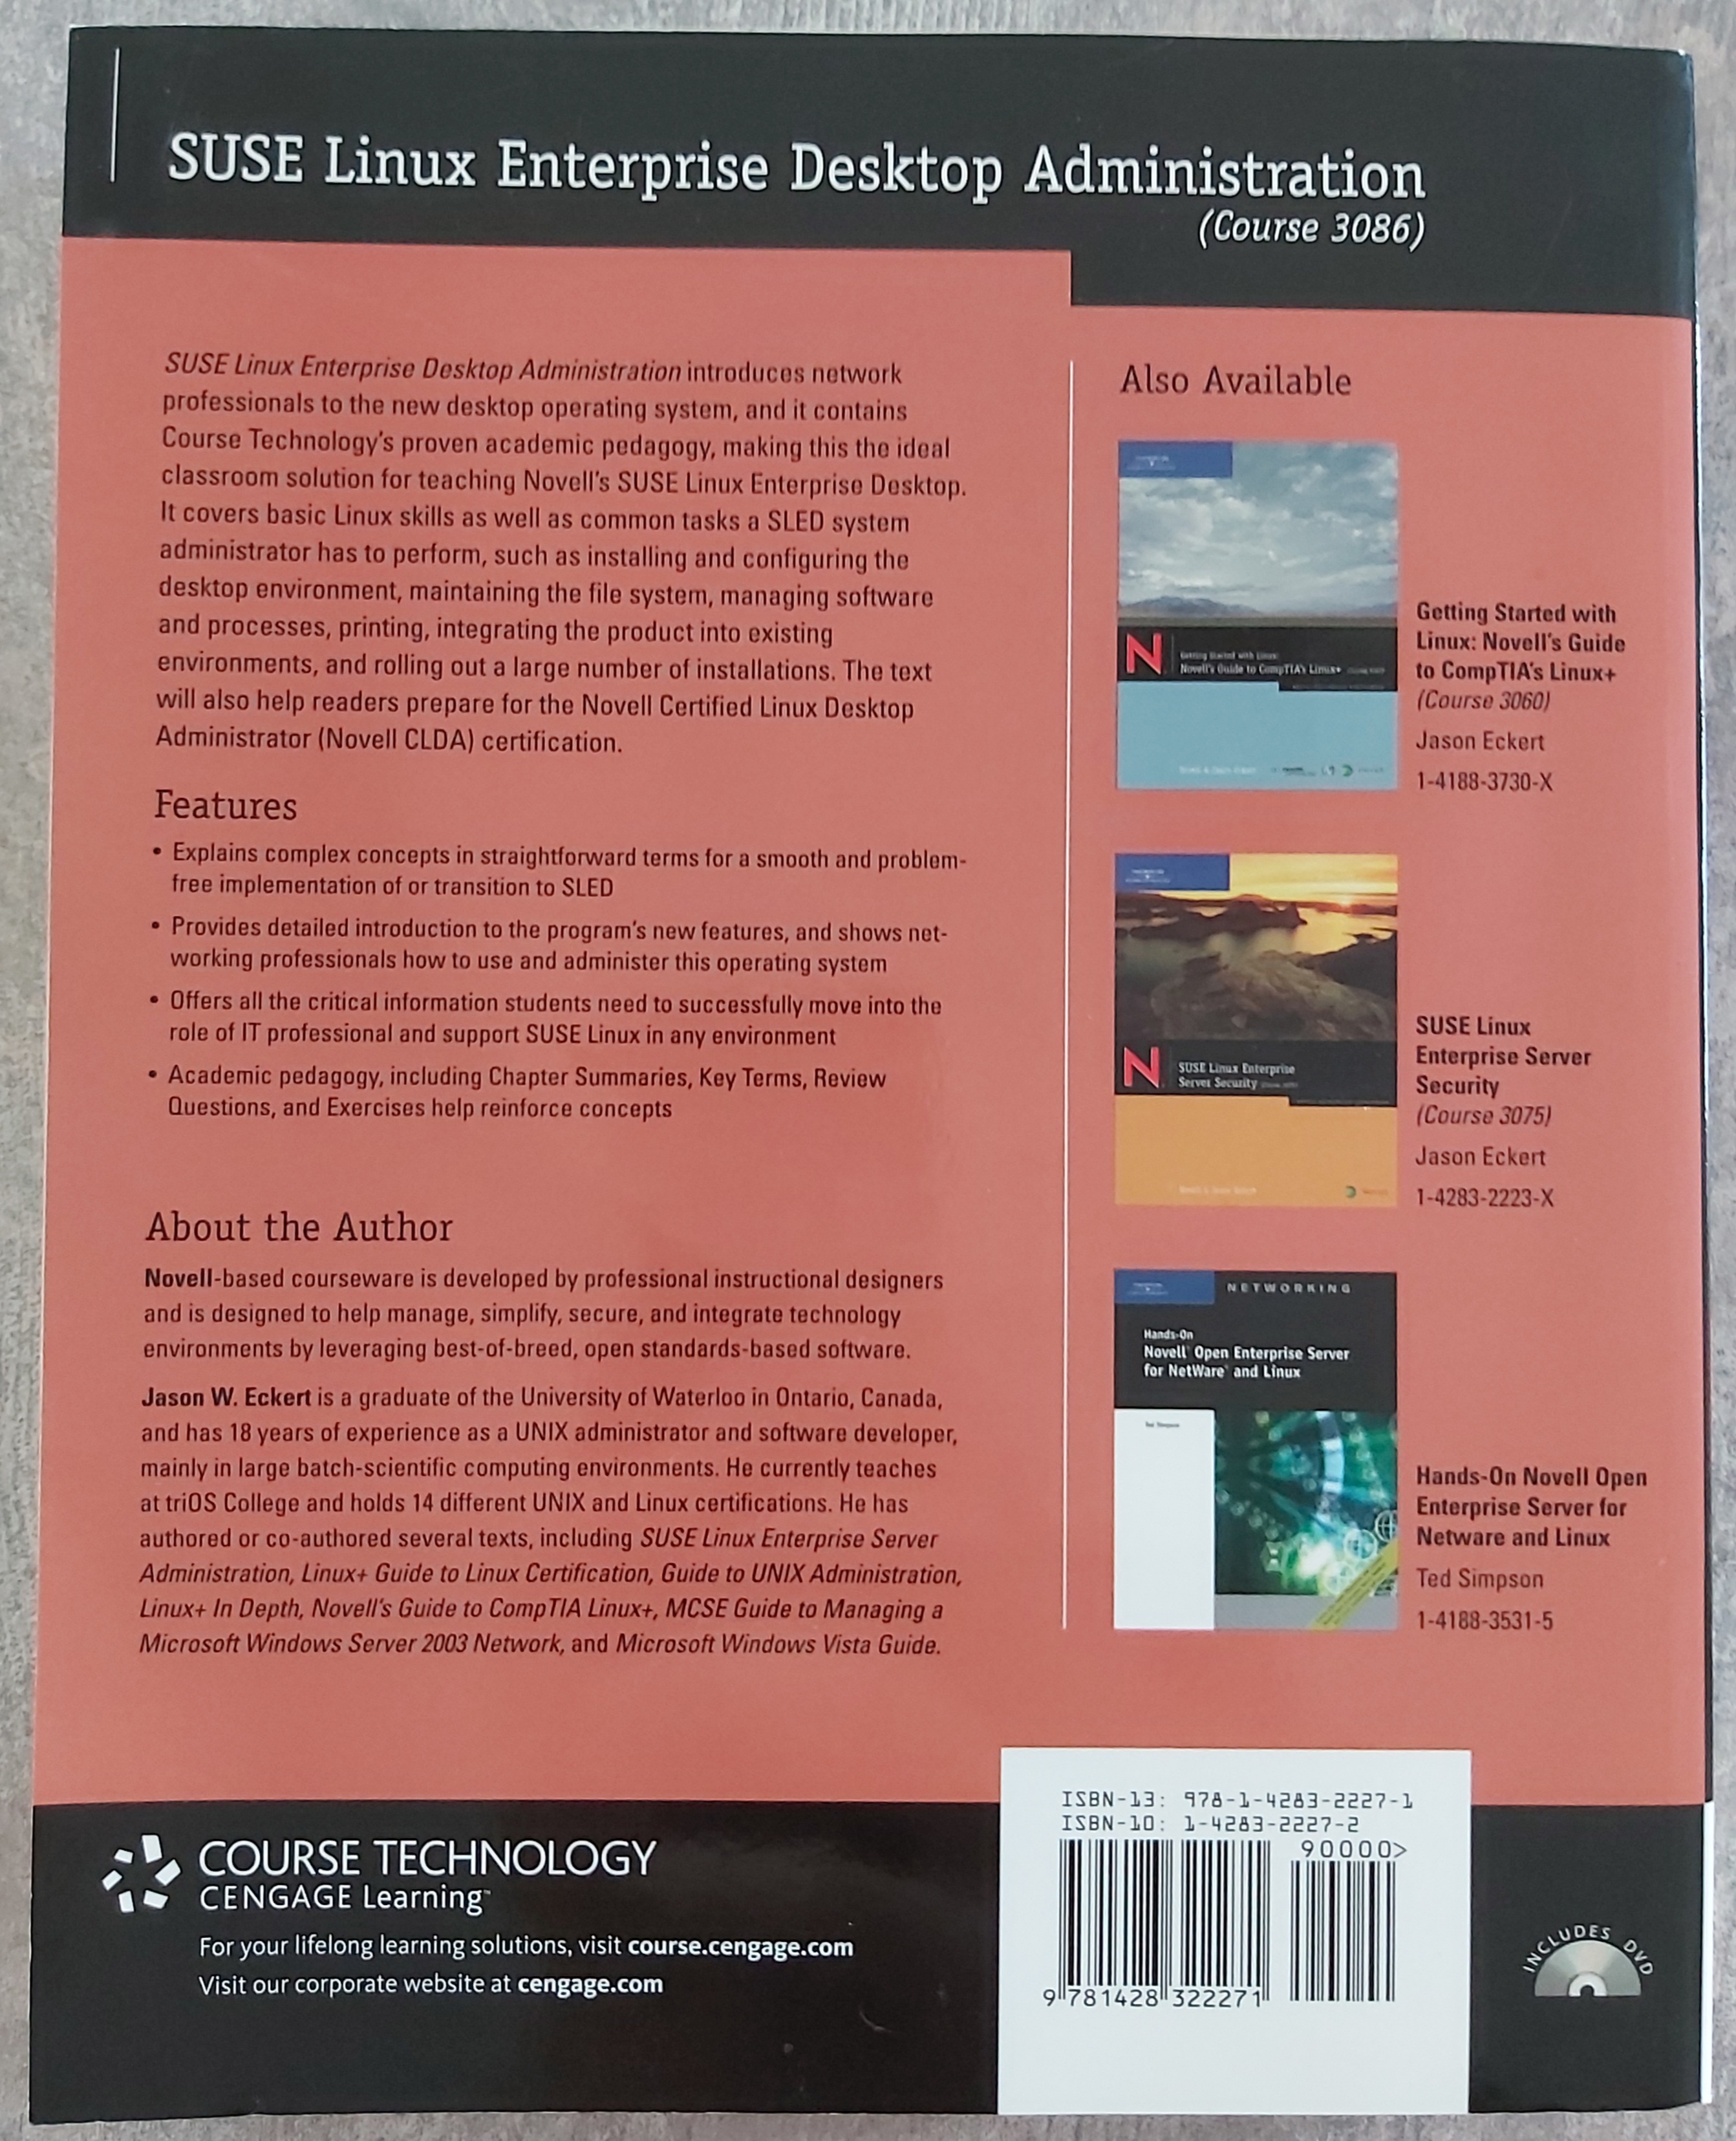 SUSE Linux Enterprise Desktop Administration
(Course 3086)
SUSE Linux Enterprise Desktop Administration introduces network
professionals to the new desktop operating system, and it contains
Course Technology's proven academic pedagogy, making this the ideal
classroom solution for teaching Novell's SUSE Linux Enterprise Desktop.
It covers basic Linux skills as well as common tasks a SLED system
administrator has to perform, such as installing and configuring the
desktop environment, maintaining the file system, managing software
and processes, printing, integrating the product into existing
environments, and rolling out a large number of installations. The text
will also help readers prepare for the Novell Certified Linux Desktop
Administrator (Novell CLDA) certification.
Features
• Explains complex concepts in straightforward terms for a smooth and problem-
free implementation of or transition to SLED
• Provides detailed introduction to the program's new features, and shows net-
working professionals how to use and administer this operating system
• Offers all the critical information students need to successfully move into the
role of IT professional and support SUSE Linux in any environment
• Academic pedagogy, including Chapter Summaries, Key Terms, Review
Questions, and Exercises help reinforce concepts
About the Author
Novell-based courseware is developed by professional instructional designers
and is designed to help manage, simplify, secure, and integrate technology
environments by leveraging best-of-breed, open standards-based software.
Jason W. Eckert is a graduate of the University of Waterloo in Ontario, Canada,
and has 18 years of experience as a UNIX administrator and software developer,
mainly in large batch-scientific computing environments. He currently teaches
at triOS College and holds 14 different UNIX and Linux certifications. He has
authored or co-authored several texts, including SUSE Linux Enterprise Server
Administration, Linux+ Guide to Linux Certification, Guide to UNIX Administration,
Linux+ In Depth, Novell's Guide to CompTIA Linux+, MCSE Guide to Managing a
Microsoft Windows Server 2003 Network, and Microsoft Windows Vista Guide.
Also Available
N
Getting Started with Linux:
Novell's Guide to CompTIA's Linux+
Getting Started with
Linux: Novell's Guide
to CompTIA's Linux+
(Course 3060)
Jason Eckert
1-4188-3730-X
N
SUSE Linux Enterprise
Server Security
SUSE Linux
Enterprise Server
Security
(Course 3075)
Jason Eckert
1-4283-2223-X
NETWORKING
Hands-On
Novell Open Enterprise Server
for NetWare and Linux
Ted Simpson
Hands-On Novell Open
Enterprise Server for
Netware and Linux
Ted Simpson
1-4188-3531-5
COURSE TECHNOLOGY
CENGAGE Learning™
For your lifelong learning solutions, visit course.cengage.com
Visit our corporate website at cengage.com
ISBN-13: 978-1-4283-2227-1
ISBN-10: 1-4283-2227-2
90000>
9 781428 322271
INCLUDES DVD